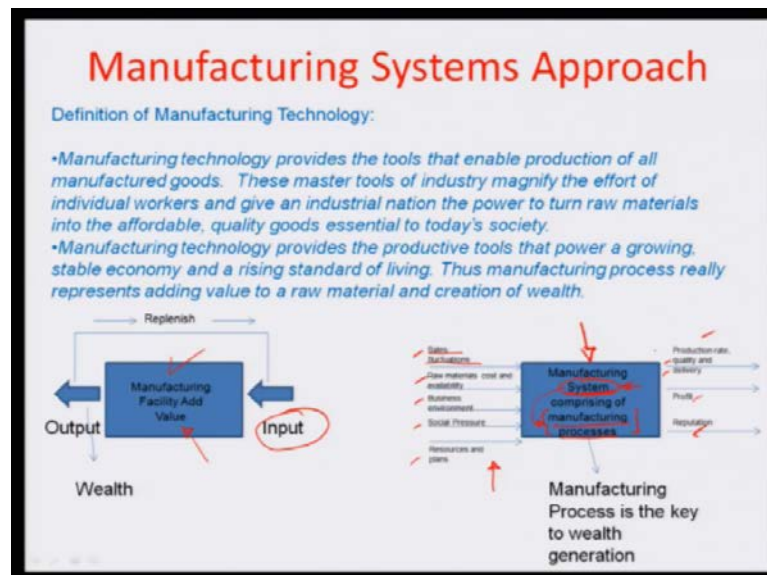 Manufacturing Systems Approach
Definition of Manufacturing Technology:
•Manufacturing technology provides the tools that enable production of all
manufactured goods. These master tools of industry magnify the effort of
individual workers and give an industrial nation the power to turn raw materials
into the affordable, quality goods essential to today's society.
•Manufacturing technology provides the productive tools that power a growing,
stable economy and a rising standard of living. Thus manufacturing process really
represents adding value to a raw material and creation of wealth.
Replenish
Manufacturing
Facility Add
Value
Output
Input
Wealth
Sales
fluctuations
Raw materials cost and
availability
Business
environment
Social Pressure
Resources and
plans
Manufacturing
System
comprising of
manufacturing
processes
Production rate,
quality and
delivery
Profit
Reputation
Manufacturing
Process is the key
to wealth
generation